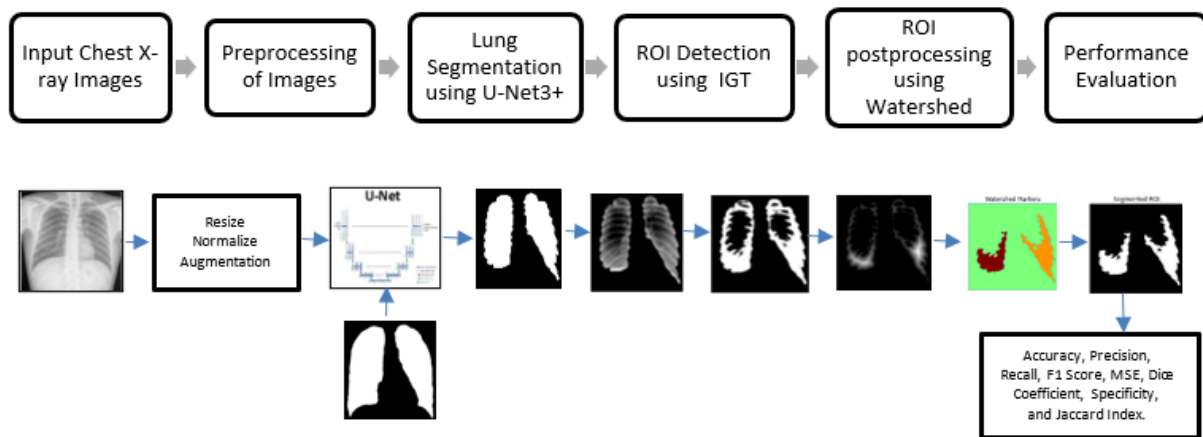 Input Chest X-
ray Images
Preprocessing
of Images
Lung
Segmentation
using U-Net3+
ROI Detection
using IGT
ROI
postprocessing
using
Watershed
Performance
Evaluation
Resize
Normalize
Augmentation
U-Net
Watershed Markers
Segmented ROI
Accuracy, Precision,
Recall, F1 Score, MSE, Dice
Coefficient, Specificity,
and Jaccard Index.